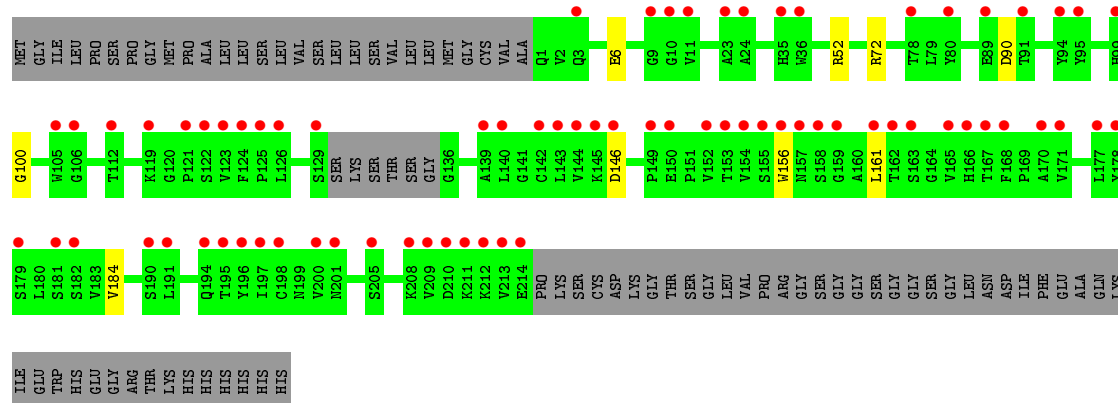 MET GLY ILE LEU PRO SER PRO GLY MET PRO ALA LEU LEU SER LEU VAL SER LEU LEU SER VAL LEU LEU MET GLY CYS VAL ALA Q1 V2 Q3 E6 G9 G10 V11 A23 A24 H35 W36 R52 R72 T78 L79 Y80 E89 D90 T91 Y94 Y95 H99
G100 W105 G106 T112 K119 G120 P121 S122 V123 F124 P125 L126 S129 SER LYS SER THR SER GLY G136 A139 L140 G141 C142 L143 V144 K145 D146 P149 E150 P151 V152 T153 V154 S155 W156 N157 S158 G159 A160 L161 T162 S163 G164 V165 H166 T167 F168 P169 A170 V171 L177 Y178
S179 L180 S181 S182 V183 V184 S190 L191 Q194 T195 Y196 I197 C198 N199 V200 N201 S205 K208 V209 D210 K211 K212 V213 E214 PRO LYS SER CYS ASP LYS GLY THR SER GLY LEU VAL PRO ARG GLY SER GLY GLY SER GLY GLY SER GLY LEU ASN ASP ILE PHE GLU ALA GLN LYS
ILE GLU TRP HIS GLU GLY ARG THR LYS HIS HIS HIS HIS HIS HIS HIS